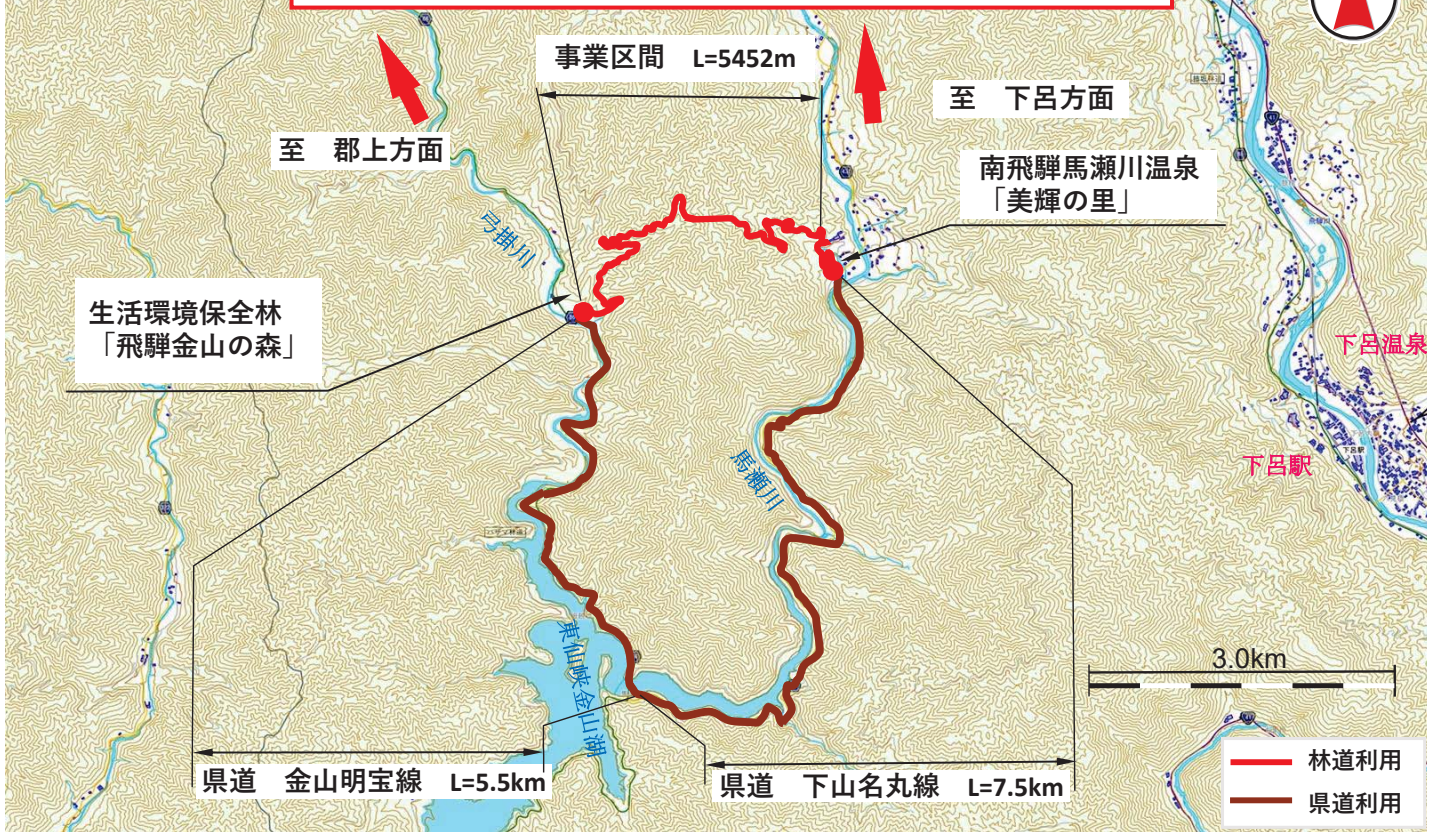 事業区間 L=5452m
至 下呂方面
至 郡上方面
南飛騨馬瀬川温泉
「美輝の里」
弓掛川
生活環境保全林
「飛騨金山の森」
下呂温泉
馬瀬川
下呂駅
下呂駅
東仙峡金山湖
3.0km
県道 金山明宝線 L=5.5km
県道 下山名丸線 L=7.5km
林道利用
県道利用